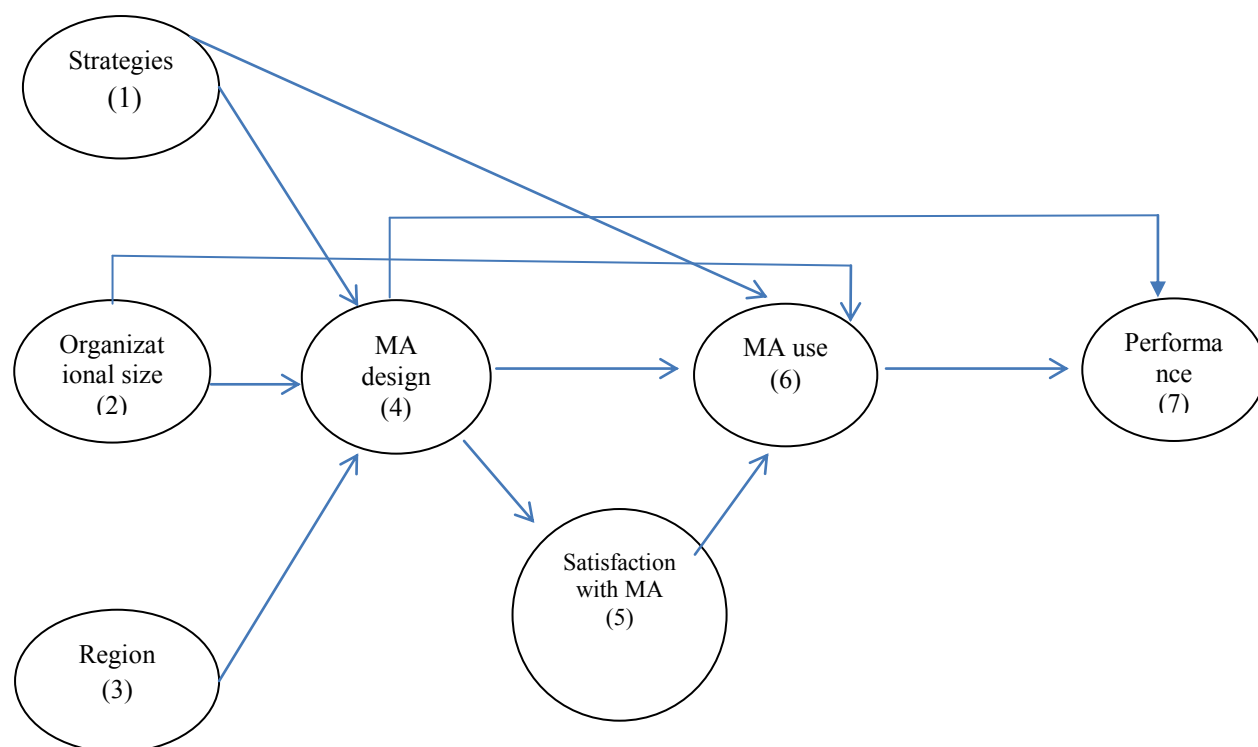 Strategies
(1)
Organizat
ional size
(2)
MA
design
(4)
MA use
(6)
Performa
nce
(7)
Satisfaction
with MA
(5)
Region
(3)